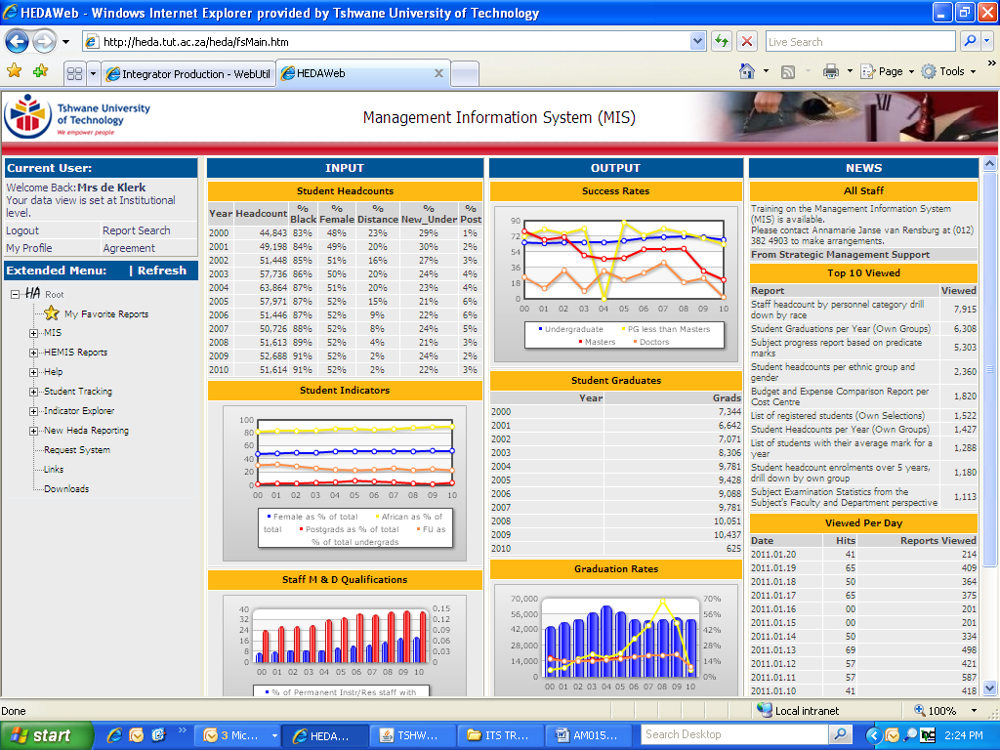 HEDAWeb - Windows Internet Explorer provided by Tshwane University of Technology
http://heda.tut.ac.za/heda/fsMain.htm
Live Search
Integrator Production - WebUtil
HEDAWeb
Page
Tools
Tshwane University
of Technology
We empower people
Management Information System (MIS)
Current User:
Welcome Back: Mrs de Klerk
Your data view is set at Institutional
level.
Logout Report Search
My Profile Agreement
Extended Menu: | Refresh
HA Root
My Favorite Reports
MIS
HEMIS Reports
Help
Student Tracking
Indicator Explorer
New Heda Reporting
Request System
Links
Downloads
INPUT
Student Headcounts
Year Headcount % Black % Female % Distance % New_Under % Post
2000 44,843 83% 48% 23% 29% 1%
2001 49,198 84% 49% 20% 30% 2%
2002 51,448 85% 51% 16% 27% 3%
2003 57,736 86% 50% 20% 24% 4%
2004 63,864 87% 51% 20% 23% 4%
2005 57,971 87% 52% 15% 21% 6%
2006 51,446 87% 52% 9% 22% 6%
2007 50,726 88% 52% 8% 24% 5%
2008 51,613 89% 52% 4% 21% 3%
2009 52,688 91% 52% 2% 24% 2%
2010 51,614 91% 52% 2% 22% 3%
Student Indicators
100
80
60
40
20
0
00 01 02 03 04 05 06 07 08 09 10
Female as % of total African as % of
total Postgrads as % of total FU as
% of total undergrads
Staff M & D Qualifications
40 0.15
32 0.12
24 0.09
16 0.06
8 0.03
0 0
00 01 02 03 04 05 06 07 08 09 10
% of Permanent Instr/Res staff with
OUTPUT
Success Rates
90
72
54
36
18
0
00 01 02 03 04 05 06 07 08 09 10
Undergraduate PG less than Masters
Masters Doctors
Student Graduates
Year Grads
2000 7,344
2001 6,642
2002 7,071
2003 8,306
2004 9,781
2005 9,428
2006 9,088
2007 9,781
2008 10,051
2009 10,437
2010 625
Graduation Rates
70,000 70%
56,000 56%
42,000 42%
28,000 28%
14,000 14%
0 0%
00 01 02 03 04 05 06 07 08 09 10
NEWS
All Staff
Training on the Management Information System
(MIS) is available.
Please contact Annamarie Janse van Rensburg at (012)
382 4903 to make arrangements.
From Strategic Management Support
Top 10 Viewed
Report Viewed
Staff headcount by personnel category drill
down by race 7,915
Student Graduations per Year (Own Groups) 6,308
Subject progress report based on predicate
marks 5,303
Student headcounts per ethnic group and
gender 2,360
Budget and Expense Comparison Report per
Cost Centre 1,820
List of registered students (Own Selections) 1,522
Student Headcounts per Year (Own Groups) 1,427
List of students with their average mark for a
year 1,288
Student headcount enrolments over 5 years,
drill down by own group 1,180
Subject Examination Statistics from the
Subject's Faculty and Department perspective 1,113
Viewed Per Day
Date Hits Reports Viewed
2011.01.20 41 214
2011.01.19 65 409
2011.01.18 50 364
2011.01.17 65 375
2011.01.16 00 201
2011.01.15 00 201
2011.01.14 50 334
2011.01.13 69 498
2011.01.12 57 421
2011.01.11 57 587
2011.01.10 41 418
Done
Local intranet
100%
start
3 Mic...
HEDA...
TSHW...
ITS TR...
AM015...
Search Desktop
2:24 PM